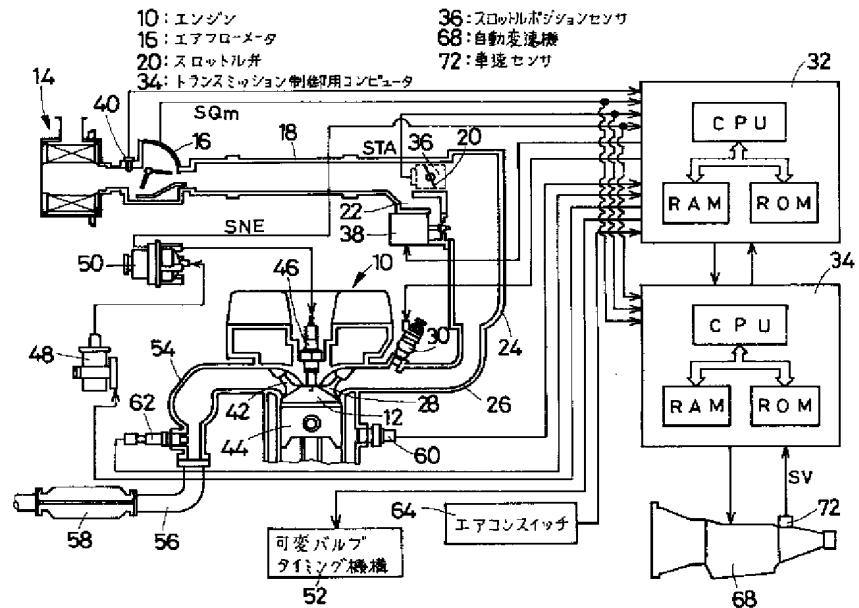 10:エンジン
16:エアフローメータ
20:スロットル弁
34:トランスミッション制御用コンピュータ
36:スロットルポジションセンサ
68:自動変速機
72:車速センサ
14
40
SQm
16
18
STA
36
20
32
CPU
RAM
ROM
22
38
SNE
50
46
10
34
CPU
RAM
ROM
48
54
30
24
42
28
26
12
62
44
60
SV
64
エアコンスイッチ
72
58
56
可変バルブ
タイミング機構
52
68